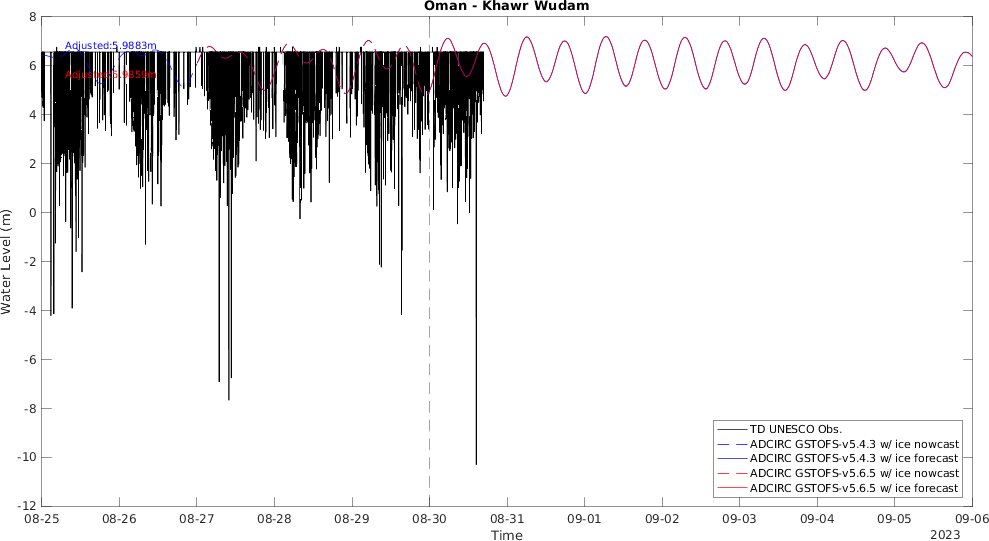 Oman - Khawr Wudam
8
6
4
2
0
-2
-4
-6
-8
-10
-12
Water Level (m)
Adjusted:5.9883m
TD UNESCO Obs.
ADCIRC GSTOFS-v5.4.3 w/ ice nowcast
ADCIRC GSTOFS-v5.4.3 w/ ice forecast
ADCIRC GSTOFS-v5.6.5 w/ ice nowcast
ADCIRC GSTOFS-v5.6.5 w/ ice forecast
08-25 08-26 08-27 08-28 08-29 08-30 08-31 09-01 09-02 09-03 09-04 09-05 09-06
Time
2023